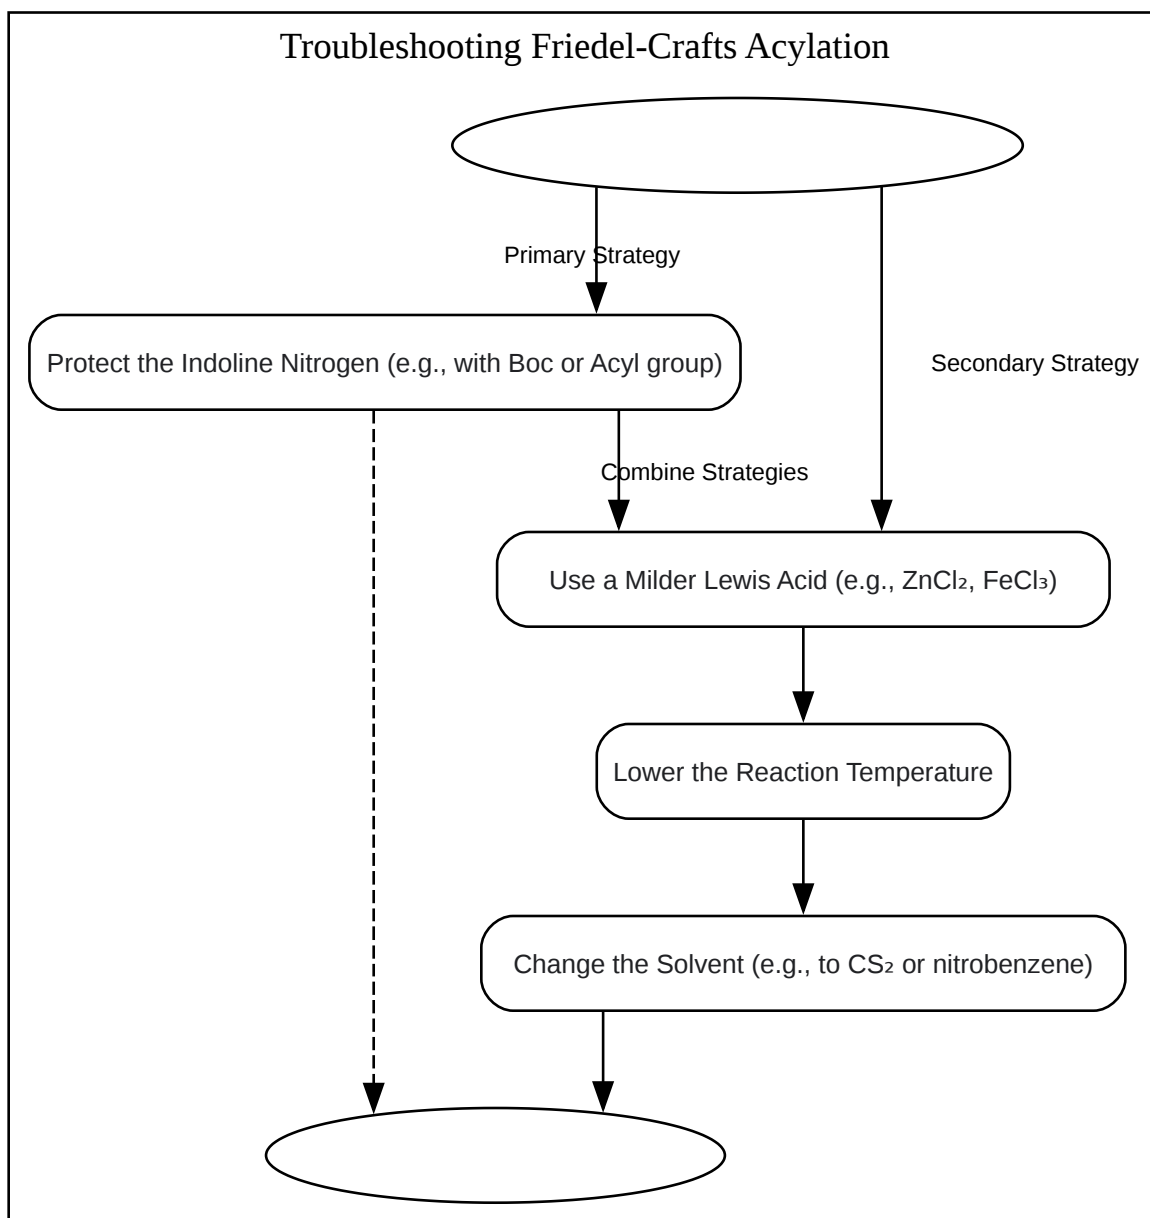 Troubleshooting Friedel-Crafts Acylation
Primary Strategy
Protect the Indoline Nitrogen (e.g., with Boc or Acyl group)
Secondary Strategy
Combine Strategies
Use a Milder Lewis Acid (e.g., ZnCl₂, FeCl₃)
Lower the Reaction Temperature
Change the Solvent (e.g., to CS₂ or nitrobenzene)